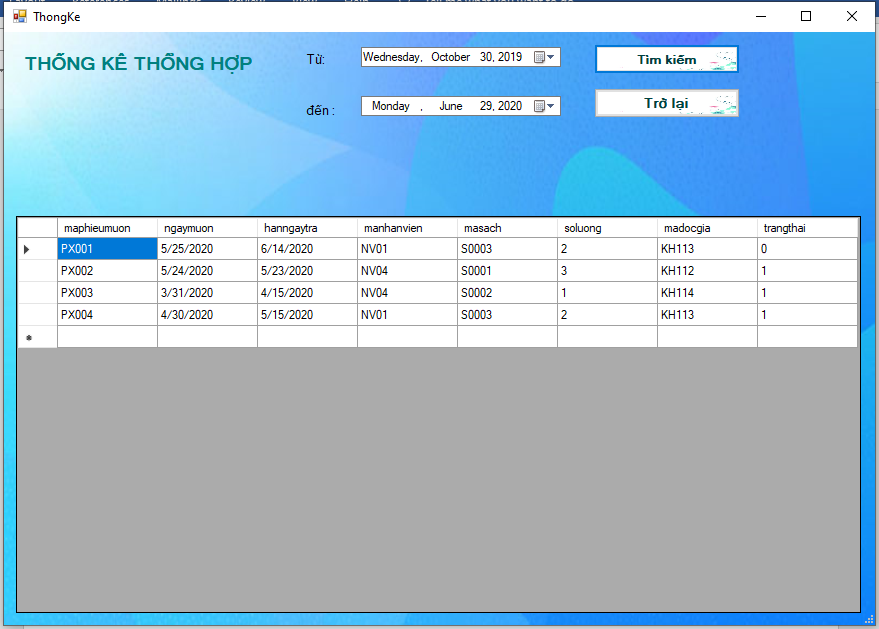 ThongKe
THỐNG KÊ THỐNG HỢP
Từ:
Wednesday, October 30, 2019
Tìm kiếm
đến :
Monday , June 29, 2020
Trở lại
maphieumuon ngaymuon hanngaytra manhanvien masach soluong madocgia trangthai
PX001 5/25/2020 6/14/2020 NV01 S0003 2 KH113 0
PX002 5/24/2020 5/23/2020 NV04 S0001 3 KH112 1
PX003 3/31/2020 4/15/2020 NV04 S0002 1 KH114 1
PX004 4/30/2020 5/15/2020 NV01 S0003 2 KH113 1